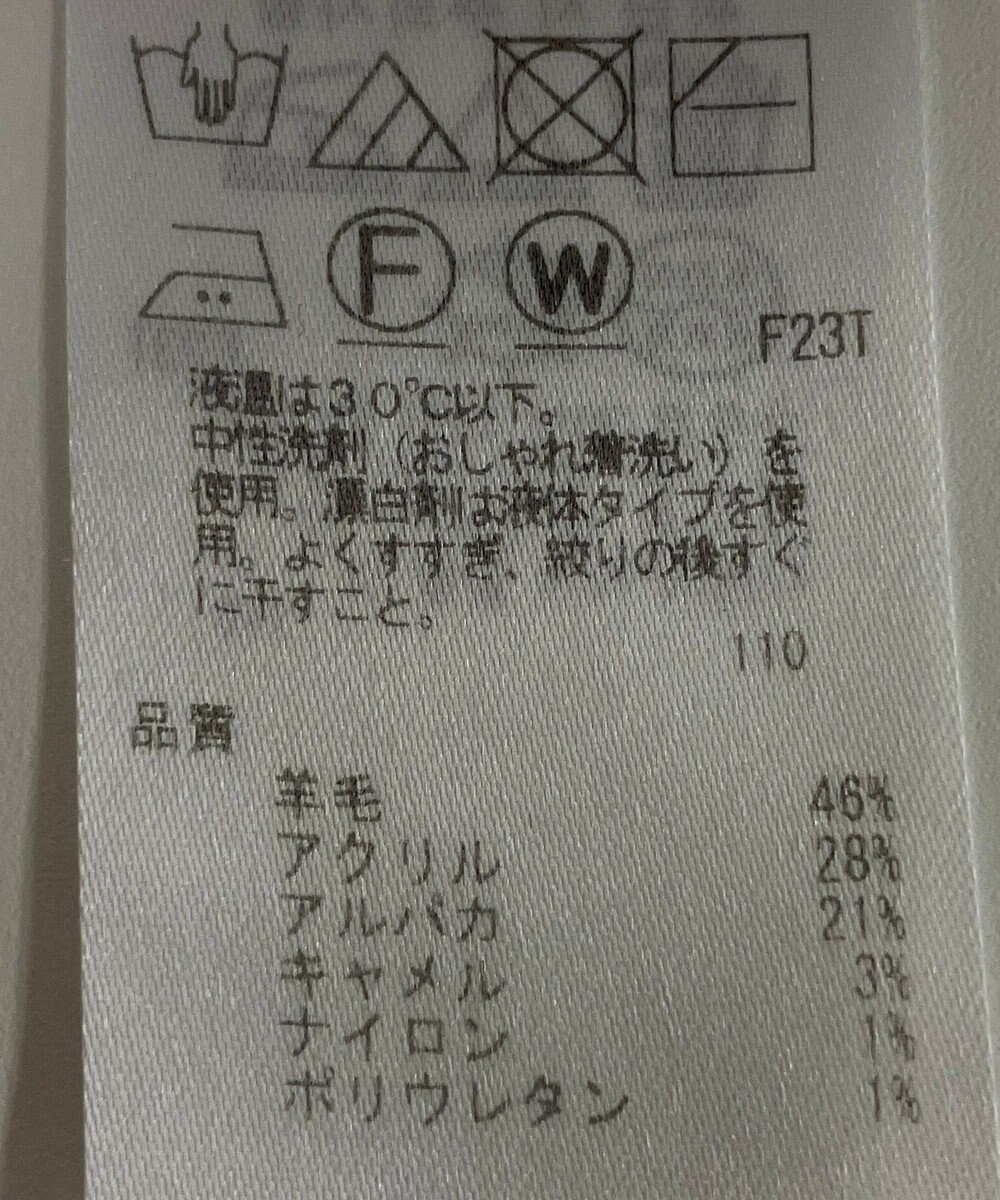 F
W
F23T
液温は30℃以下。
中性洗剤(おしゃれ着洗い)を
使用。漂白剤お液体タイプを使
用。よくすすぎ、絞りの後すぐ
に干すこと。
110
品質
羊毛 46%
アクリル 28%
アルパカ 21%
キャメル 3%
ナイロン 1%
ポリウレタン 1%